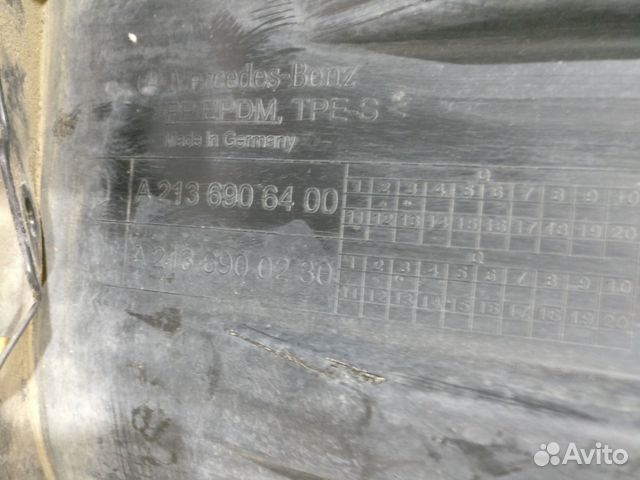 Mercedes-Benz
PP/EPDM, TPE-S
Made in Germany
Q
A 213 690 64 00 1 2 3 4 5 6 7 8 9 10
11 12 13 14 15 16 17 18 19 20
Q
A 213 690 02 30 1 2 3 4 5 6 7 8 9 10
11 12 13 14 15 16 17 18 19 20
Avito